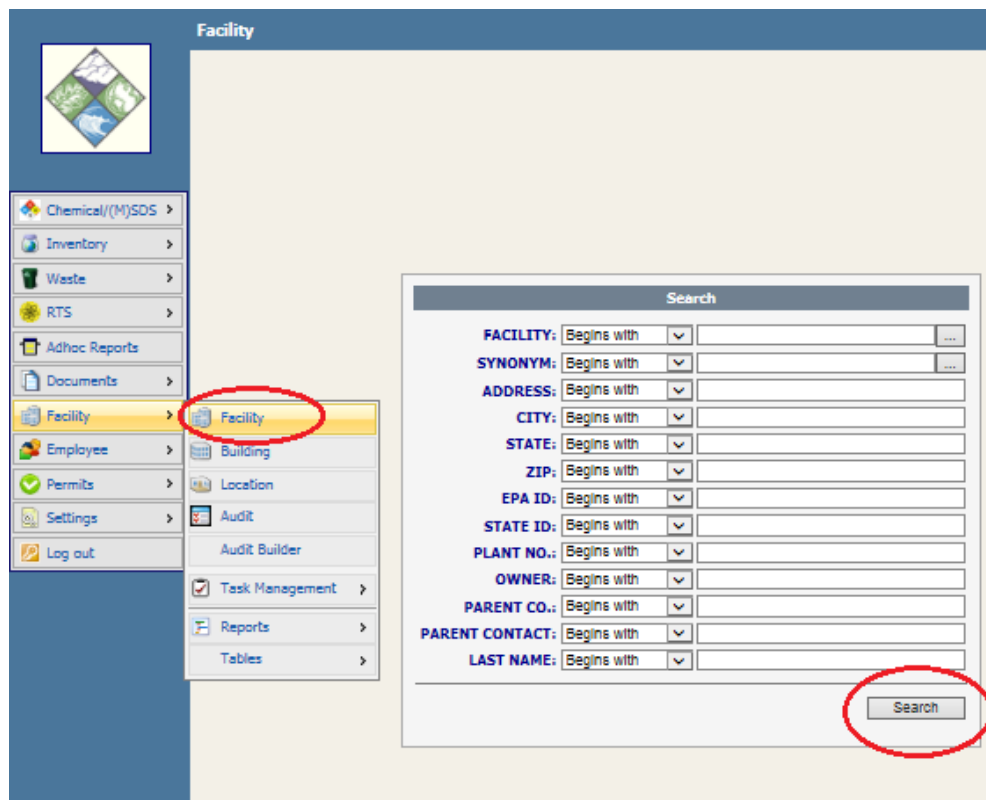 Facility
Chemical/(M)SDS
Inventory
Waste
RTS
Adhoc Reports
Documents
Facility
Employee
Permits
Settings
Log out
Facility
Building
Location
Audit
Audit Builder
Task Management
Reports
Tables
Search
FACILITY: Begins with ...
SYNONYM: Begins with ...
ADDRESS: Begins with
CITY: Begins with
STATE: Begins with
ZIP: Begins with
EPA ID: Begins with
STATE ID: Begins with
PLANT NO.: Begins with
OWNER: Begins with
PARENT CO.: Begins with
PARENT CONTACT: Begins with
LAST NAME: Begins with
Search